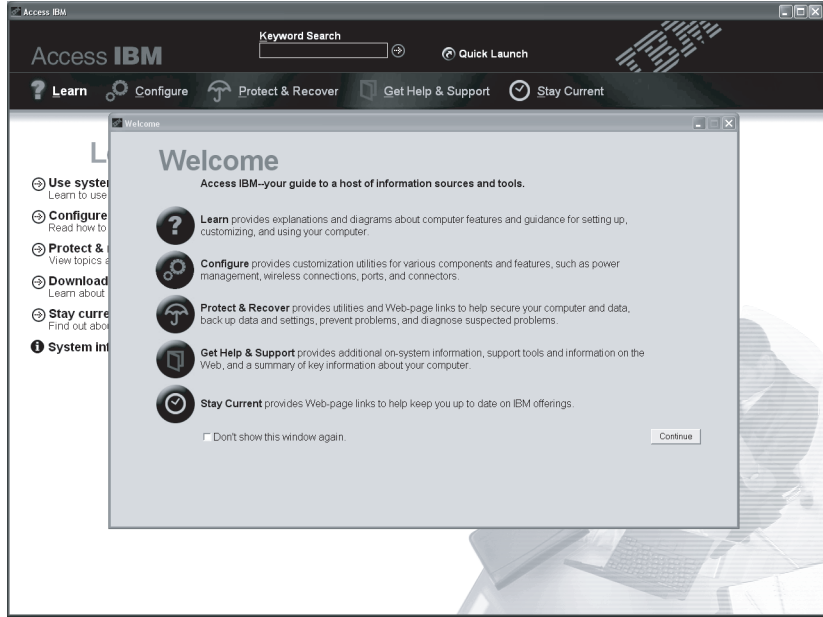 Access IBM
Keyword Search
Access IBM
Quick Launch
IBM
Learn
Configure
Protect & Recover
Get Help & Support
Stay Current
Welcome
Welcome
Access IBM--your guide to a host of information sources and tools.
Learn provides explanations and diagrams about computer features and guidance for setting up,
customizing, and using your computer.
Configure provides customization utilities for various components and features, such as power
management, wireless connections, ports, and connectors.
Protect & Recover provides utilities and Web-page links to help secure your computer and data,
back up data and settings, prevent problems, and diagnose suspected problems.
Get Help & Support provides additional on-system information, support tools and information on the
Web, and a summary of key information about your computer.
Stay Current provides Web-page links to help keep you up to date on IBM offerings.
Don't show this window again.
Continue
Use
Learn to use
Configure
Read how to
Protect &
View topics
Download
Learn about
Stay
Find out
System